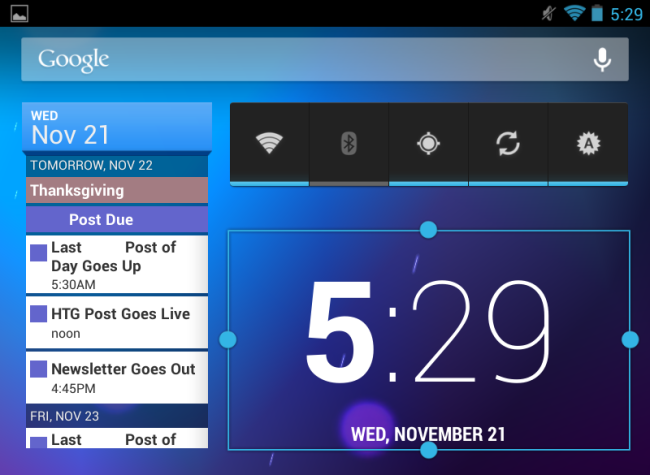 5:29
Google
WED
Nov 21
TOMORROW, NOV 22
Thanksgiving
Post Due
Last Post of
Day Goes Up
5:30AM
HTG Post Goes Live
noon
Newsletter Goes Out
4:45PM
FRI, NOV 23
Last Post of
A
5:29
WED, NOVEMBER 21